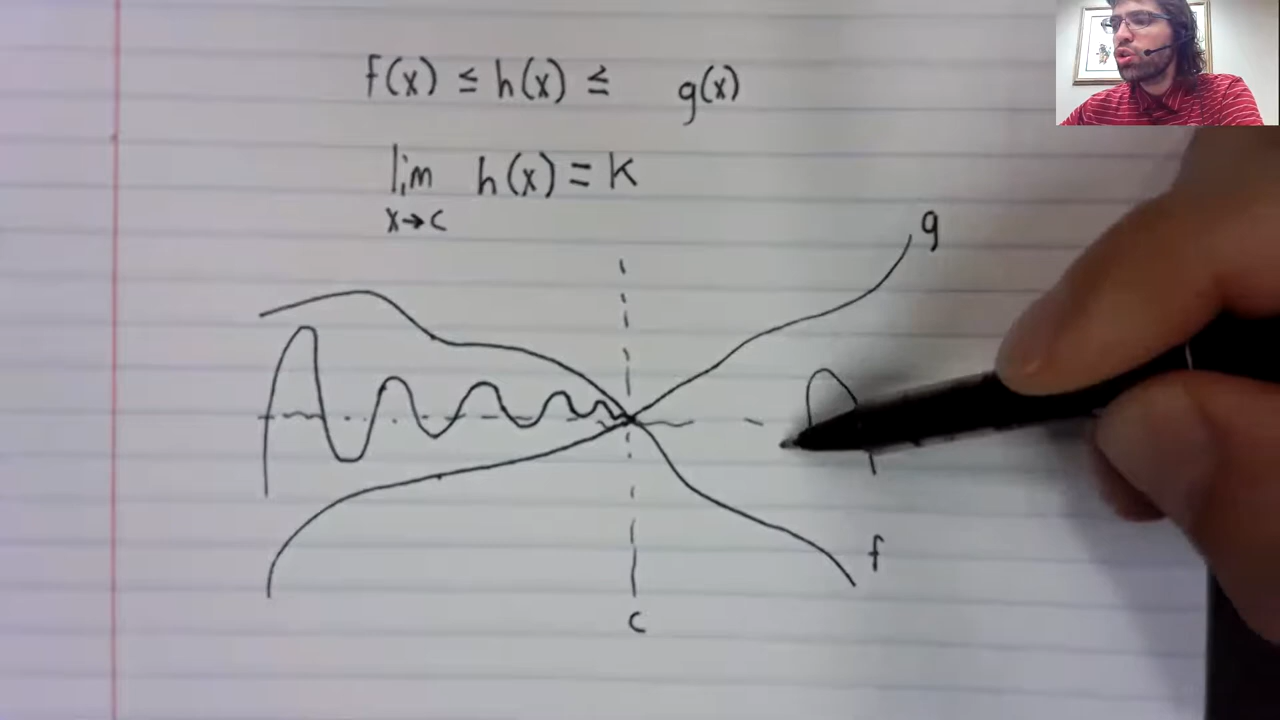 f(x) ≤ h(x) ≤ g(x)
lim h(x) = K
x→c
g
f
c